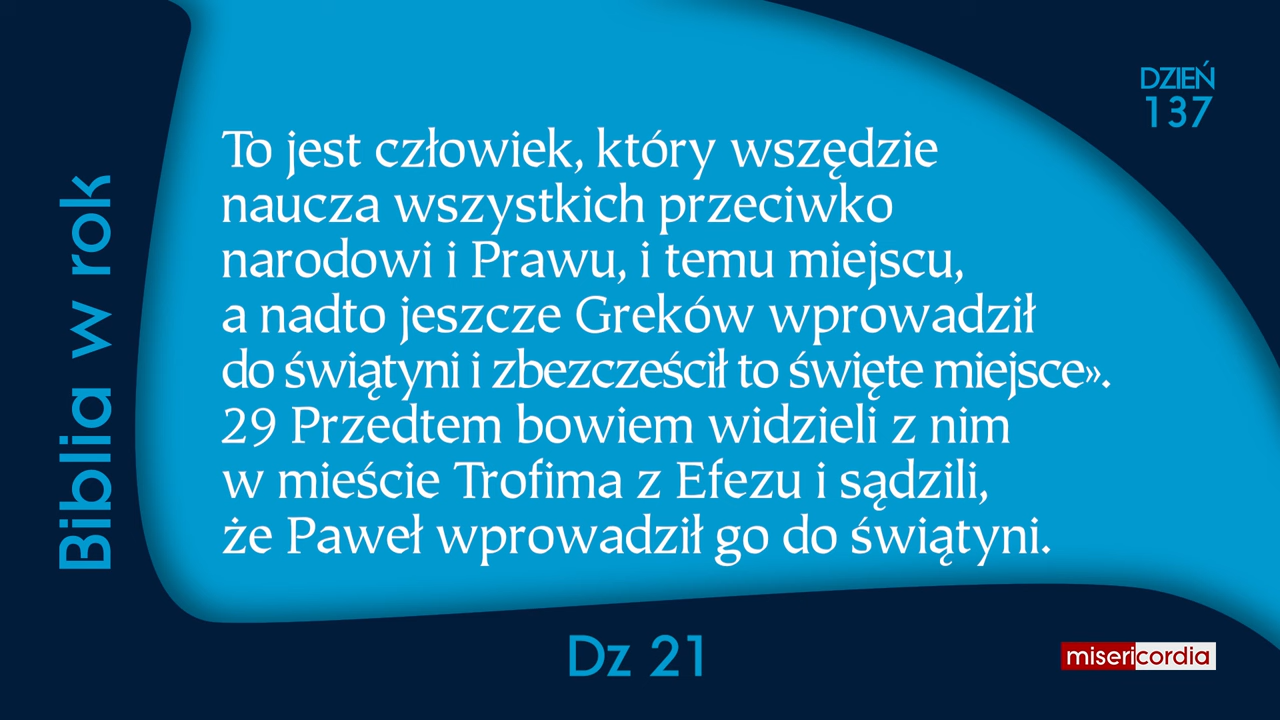 DZIEŃ
137
To jest człowiek, który wszędzie
naucza wszystkich przeciwko
narodowi i Prawu, i temu miejscu,
a nadto jeszcze Greków wprowadził
do świątyni i zbezcześcił to święte miejsce».
29 Przedtem bowiem widzieli z nim
w mieście Trofima z Efezu i sądzili,
że Paweł wprowadził go do świątyni.
Biblia w rok
Dz 21
misericordia